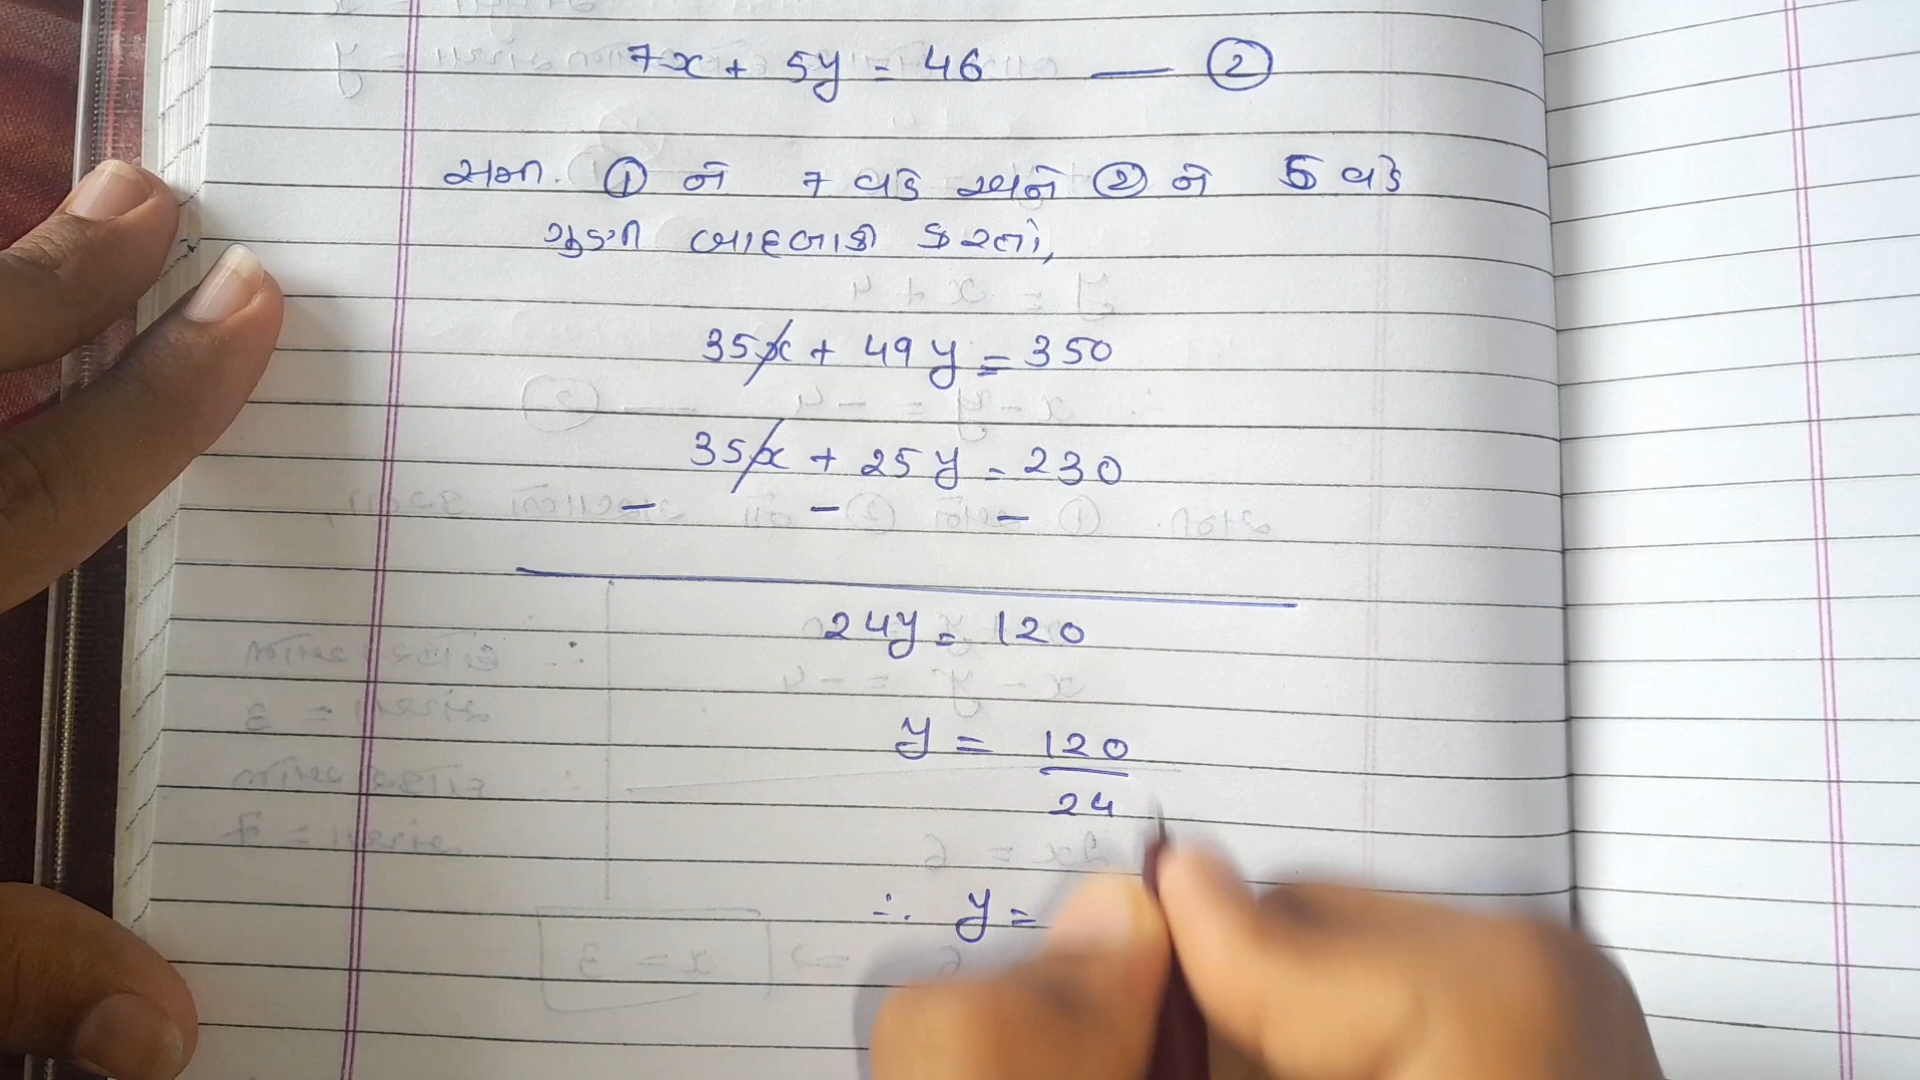 7x + 5y = 46 — ②
સમી. ① ને 7 વડે અને ② ને 5 વડે
ગુણી બાદબાકી કરતાં,
35x + 49y = 350
35x + 25y = 230
− − −
24y = 120
y = 120
24
∴ y =